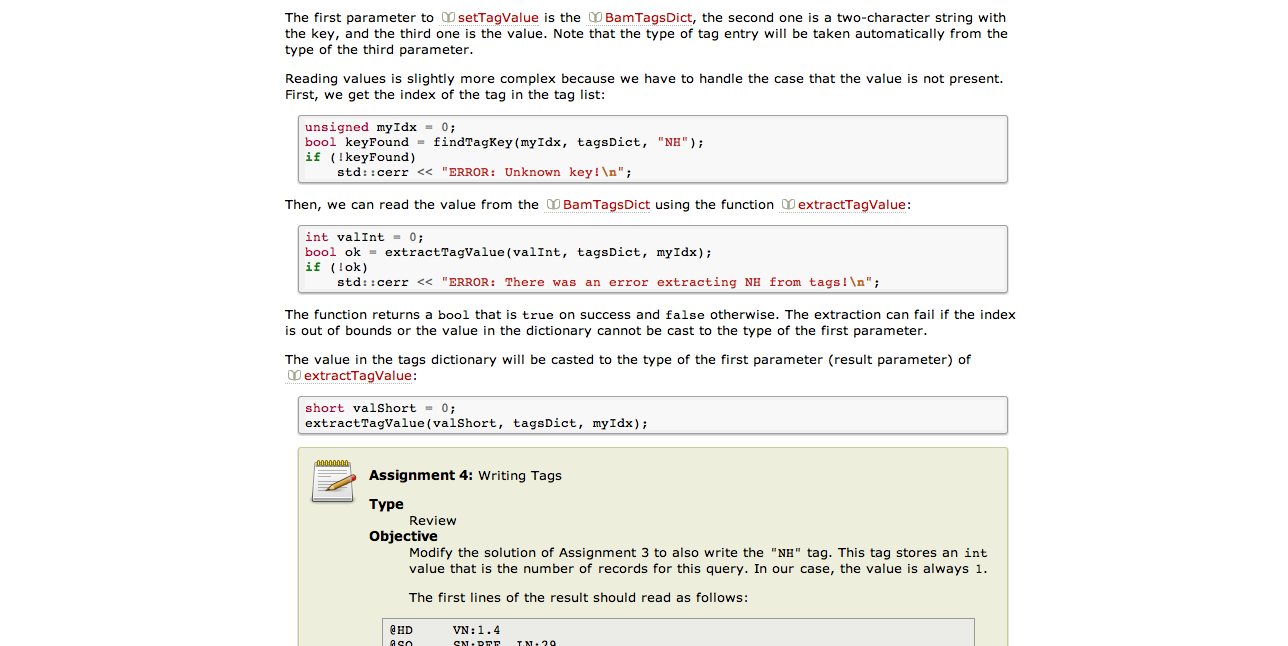 The first parameter to setTagValue is the BamTagsDict, the second one is a two-character string with
the key, and the third one is the value. Note that the type of tag entry will be taken automatically from the
type of the third parameter.
Reading values is slightly more complex because we have to handle the case that the value is not present.
First, we get the index of the tag in the tag list:
unsigned myIdx = 0;
bool keyFound = findTagKey(myIdx, tagsDict, "NH");
if (!keyFound)
    std::cerr << "ERROR: Unknown key!\n";
Then, we can read the value from the BamTagsDict using the function extractTagValue:
int valInt = 0;
bool ok = extractTagValue(valInt, tagsDict, myIdx);
if (!ok)
    std::cerr << "ERROR: There was an error extracting NH from tags!\n";
The function returns a bool that is true on success and false otherwise. The extraction can fail if the index
is out of bounds or the value in the dictionary cannot be cast to the type of the first parameter.
The value in the tags dictionary will be casted to the type of the first parameter (result parameter) of
extractTagValue:
short valShort = 0;
extractTagValue(valShort, tagsDict, myIdx);
Assignment 4: Writing Tags
Type
Review
Objective
Modify the solution of Assignment 3 to also write the "NH" tag. This tag stores an int
value that is the number of records for this query. In our case, the value is always 1.
The first lines of the result should read as follows:
@HD     VN:1.4
@SQ     SN:REF  LN:29